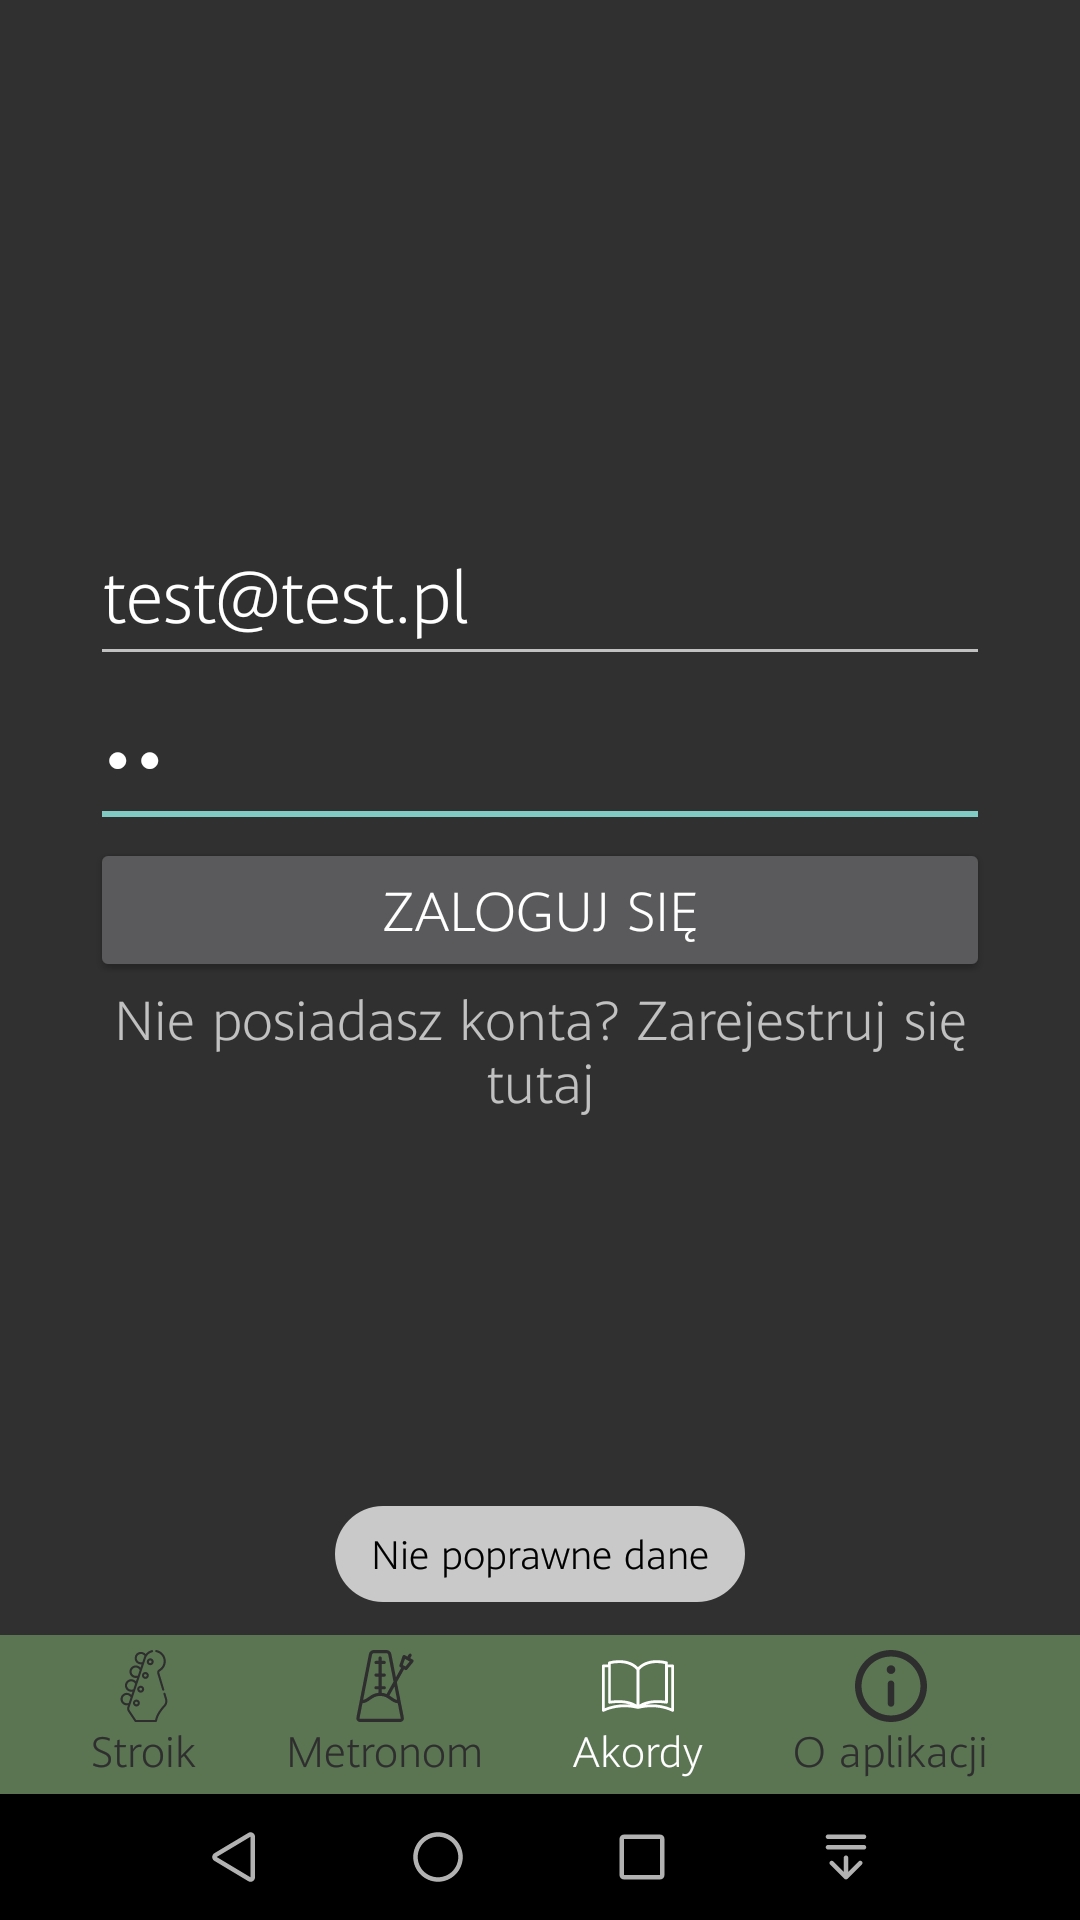 test@test.pl
••
ZALOGUJ SIĘ
Nie posiadasz konta? Zarejestruj się
tutaj
Nie poprawne dane
Stroik
Metronom
Akordy
O aplikacji